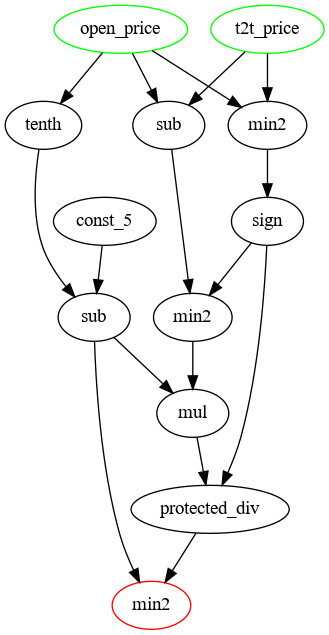 open_price t2t_price
tenth sub min2
const_5 sign
sub min2
mul
protected_div
min2